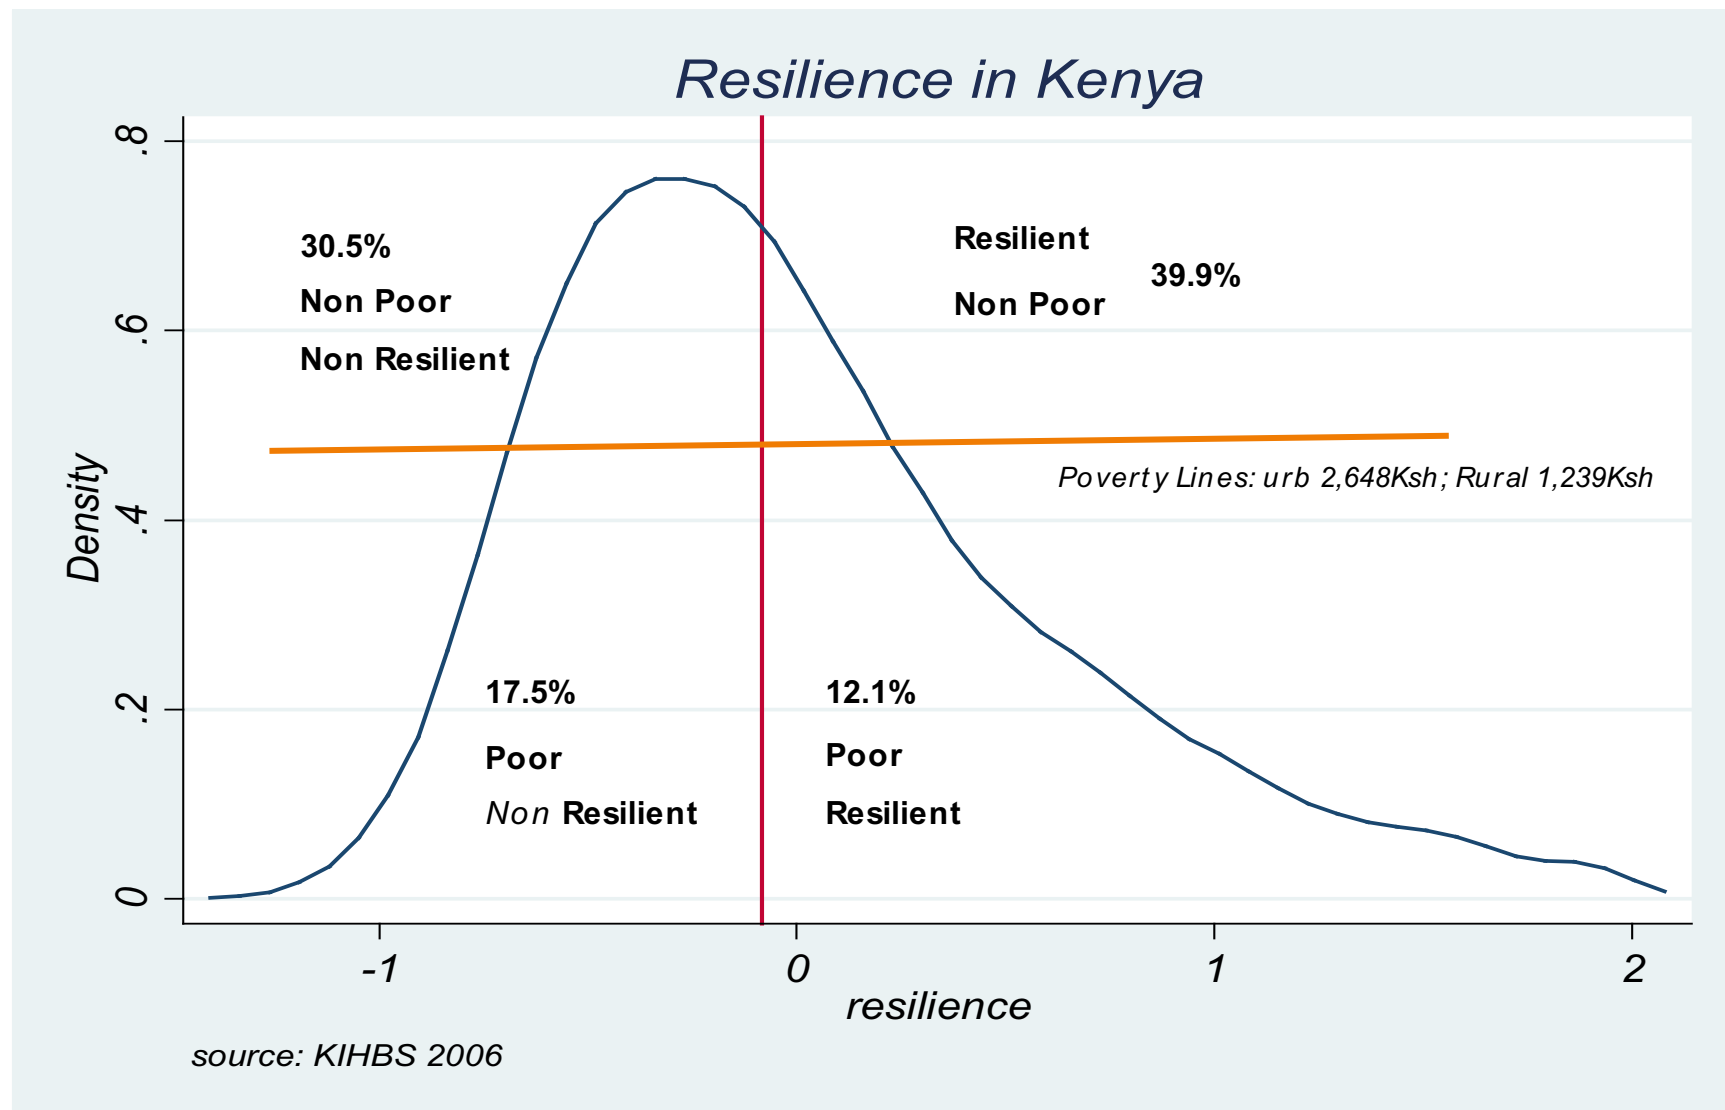 Resilience in Kenya
.8
.6
.4
.2
0
Density
30.5%
Non Poor
Non Resilient
Resilient
39.9%
Non Poor
Poverty Lines: urb 2,648Ksh; Rural 1,239Ksh
17.5%
Poor
Non Resilient
12.1%
Poor
Resilient
-1 0 1 2
resilience
source: KIHBS 2006